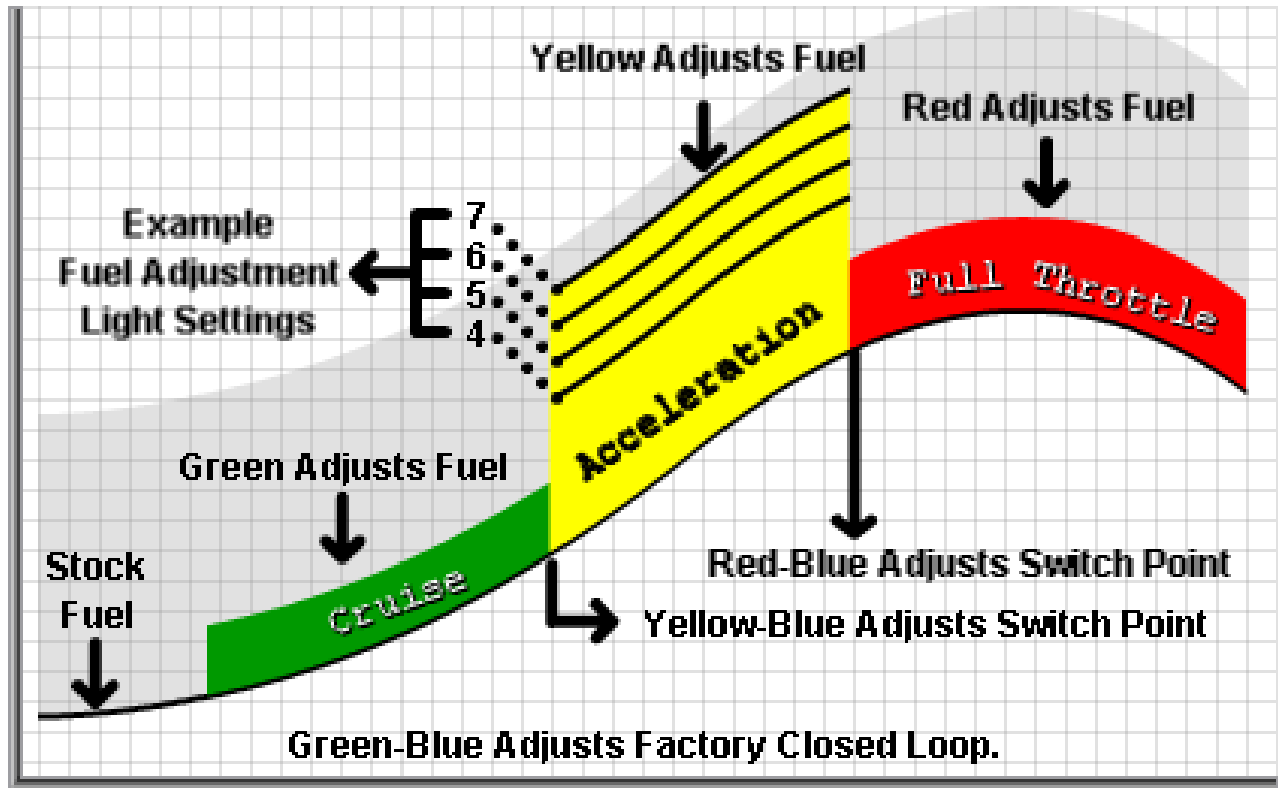 Yellow Adjusts Fuel
Red Adjusts Fuel
Example
Fuel Adjustment
Light Settings
7
6
5
4
Full Throttle
Acceleration
Green Adjusts Fuel
Cruise
Stock
Fuel
Red-Blue Adjusts Switch Point
Yellow-Blue Adjusts Switch Point
Green-Blue Adjusts Factory Closed Loop.